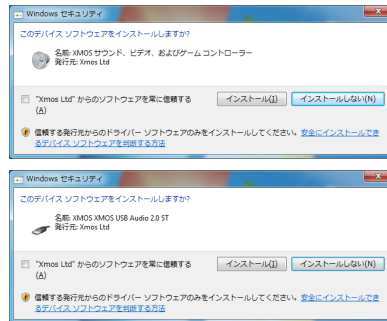 Windows セキュリティ
このデバイス ソフトウェアをインストールしますか?
名前: XMOS サウンド、ビデオ、およびゲーム コントローラー
発行元: Xmos Ltd
"Xmos Ltd" からのソフトウェアを常に信頼する
(A)
インストール(I)
インストールしない(N)
信頼する発行元からのドライバー ソフトウェアのみをインストールしてください。安全にインストールでき
るデバイス ソフトウェアを判断する方法
Windows セキュリティ
このデバイス ソフトウェアをインストールしますか?
名前: XMOS XMOS USB Audio 2.0 ST
発行元: Xmos Ltd
"Xmos Ltd" からのソフトウェアを常に信頼する
(A)
インストール(I)
インストールしない(N)
信頼する発行元からのドライバー ソフトウェアのみをインストールしてください。安全にインストールでき
るデバイス ソフトウェアを判断する方法